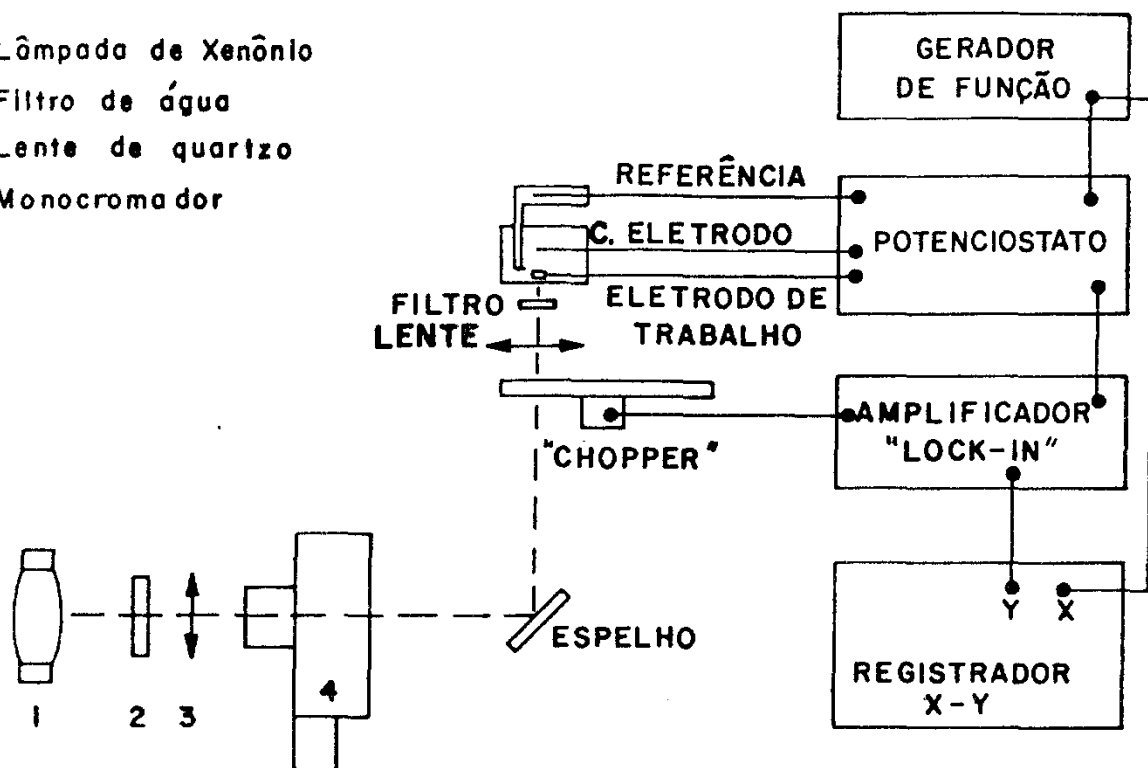 Lâmpada de Xenônio
Filtro de água
Lente de quartzo
Monocromador
GERADOR
DE FUNÇÃO
REFERÊNCIA
C. ELETRODO
POTENCIOSTATO
FILTRO
ELETRODO DE
TRABALHO
LENTE
AMPLIFICADOR
"LOCK-IN"
"CHOPPER"
Y X
ESPELHO
REGISTRADOR
X-Y
4
1 2 3